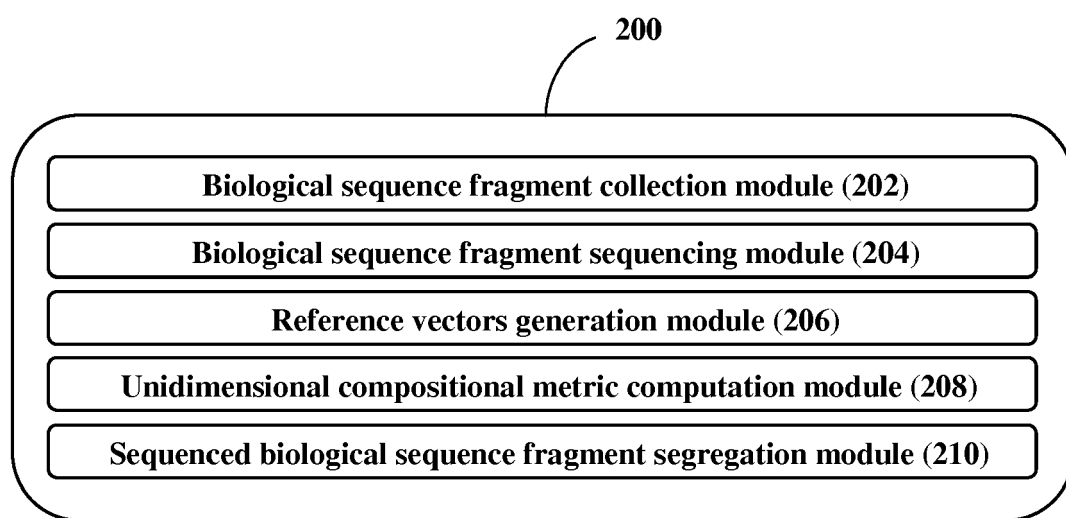 200
Biological sequence fragment collection module (202)
Biological sequence fragment sequencing module (204)
Reference vectors generation module (206)
Unidimensional compositional metric computation module (208)
Sequenced biological sequence fragment segregation module (210)